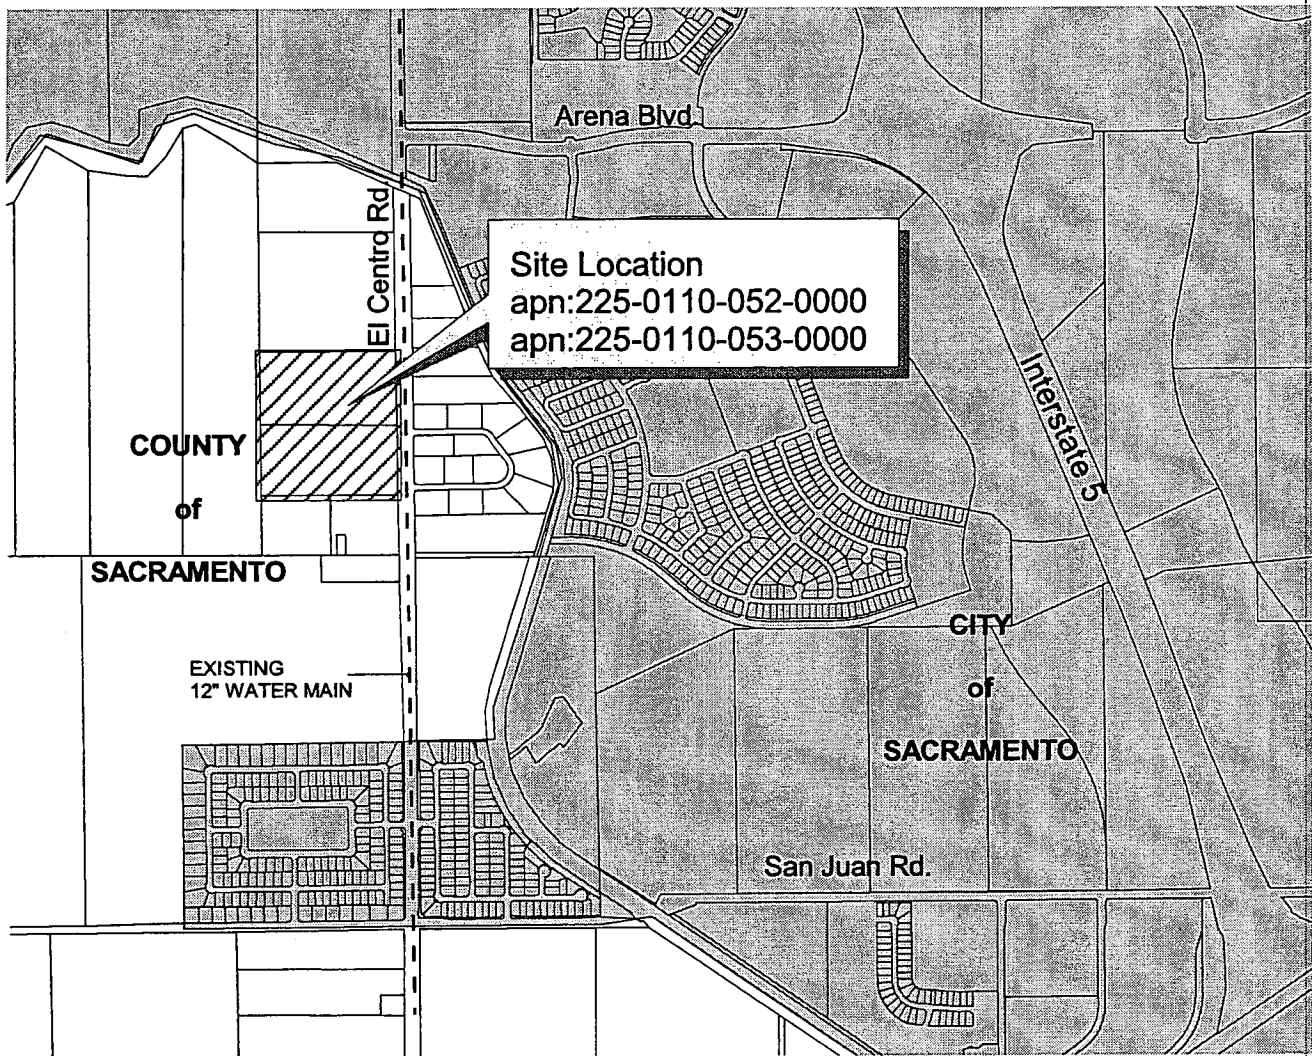 Arena Blvd.
El Centro Rd
Site Location
apn:225-0110-052-0000
apn:225-0110-053-0000
Interstate 5
COUNTY
of
SACRAMENTO
CITY
of
SACRAMENTO
EXISTING
12" WATER MAIN
San Juan Rd.